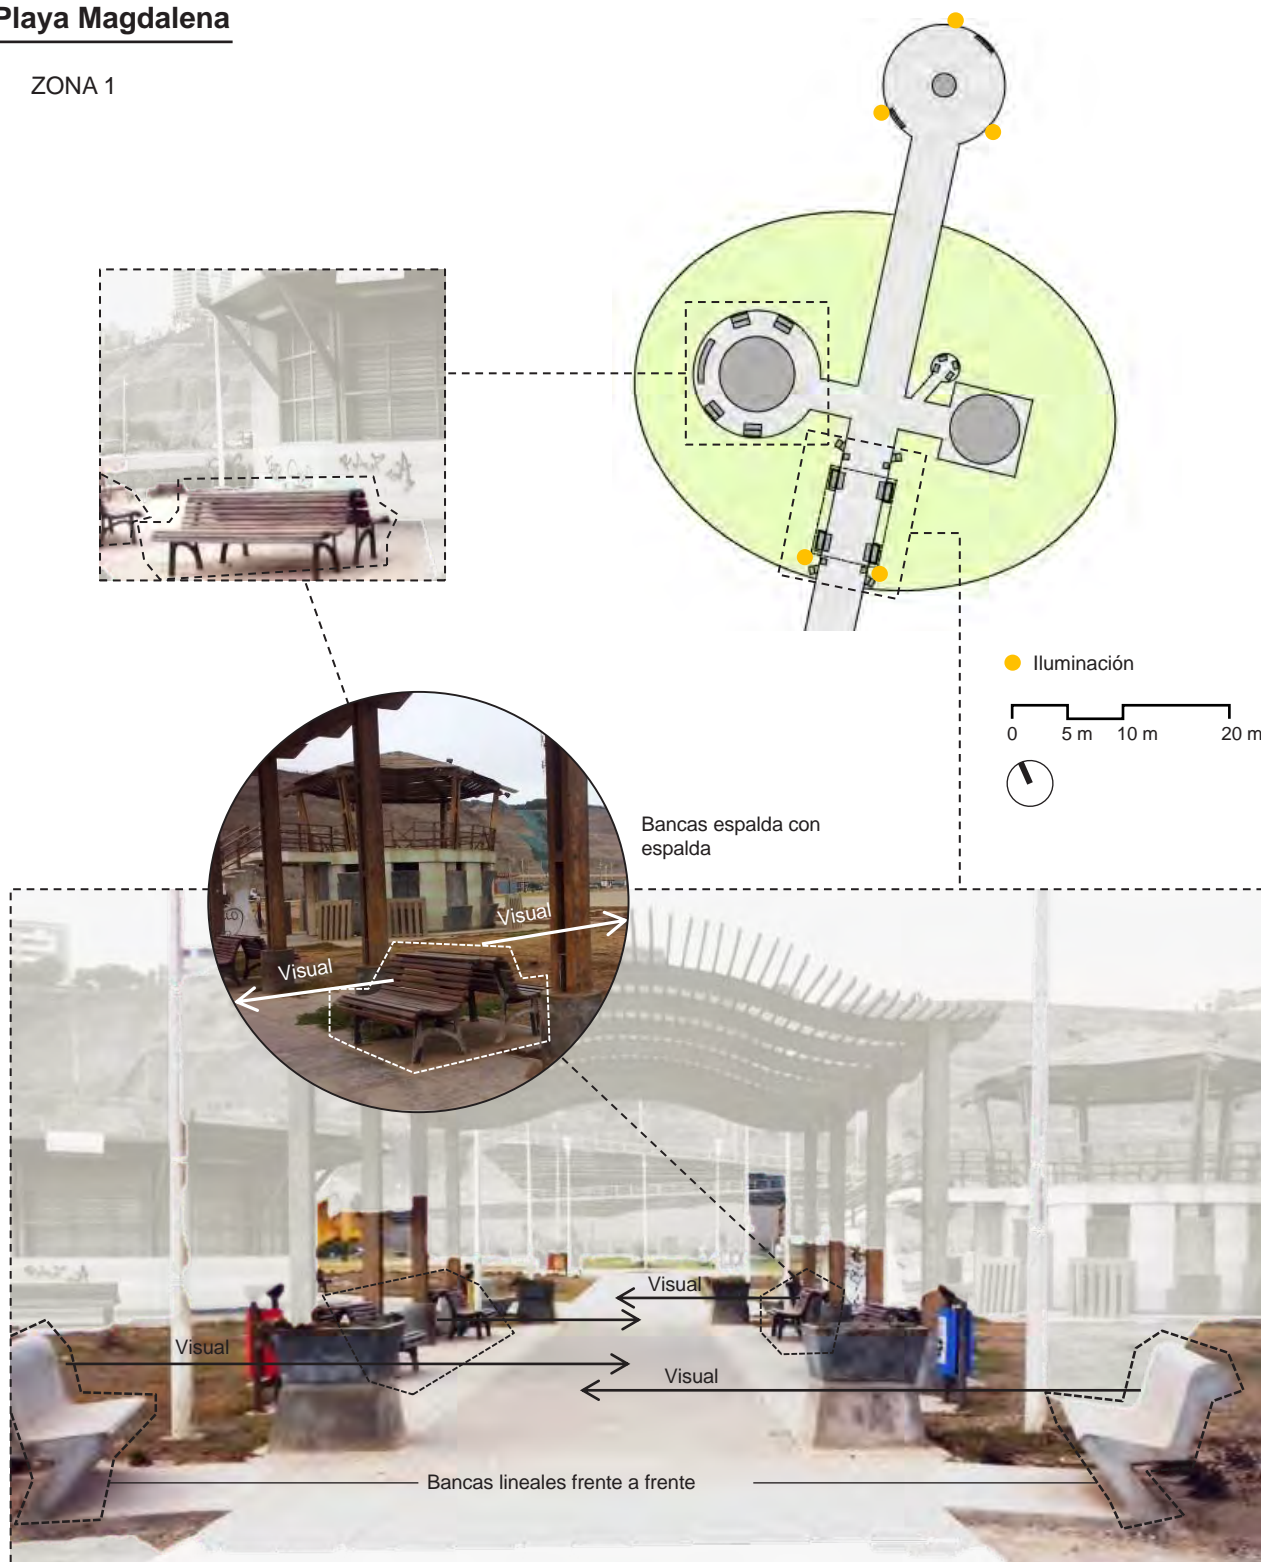 Playa Magdalena
ZONA 1
Iluminación
0 5 m 10 m 20 m
Bancas espalda con
espalda
Visual
Visual
Visual
Visual
Visual
Bancas lineales frente a frente